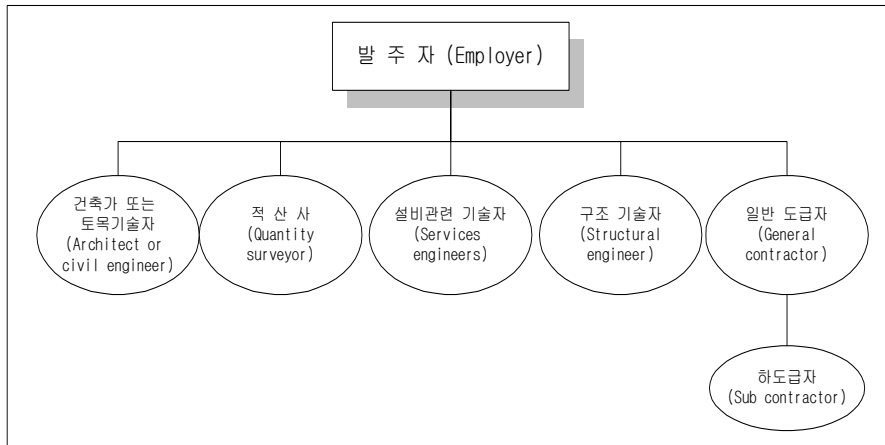 발 주 자 (Employer)
건축가 또는
토목기술자
(Architect or
civil engineer)
적 산 사
(Quantity
surveyor)
설비관련 기술자
(Services
engineers)
구조 기술자
(Structural
engineer)
일반 도급자
(General
contractor)
하도급자
(Sub contractor)